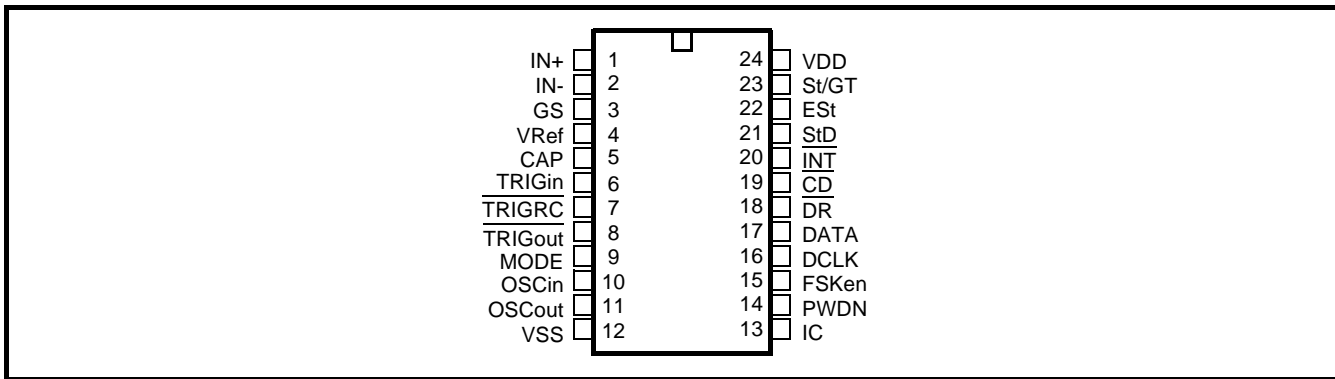 IN+ 1 24 VDD
IN- 2 23 St/GT
GS 3 22 ESt
VRef 4 21 StD
CAP 5 20 INT
TRIGin 6 19 CD
TRIGRC 7 18 DR
TRIGout 8 17 DATA
MODE 9 16 DCLK
OSCin 10 15 FSKen
OSCout 11 14 PWDN
VSS 12 13 IC